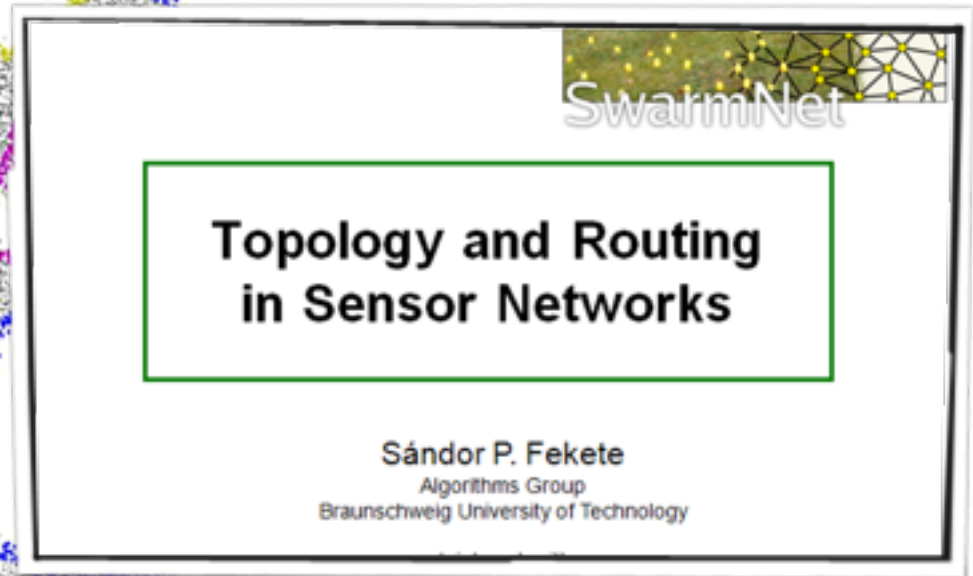 SwarmNet
Topology and Routing
in Sensor Networks
Sándor P. Fekete
Algorithms Group
Braunschweig University of Technology